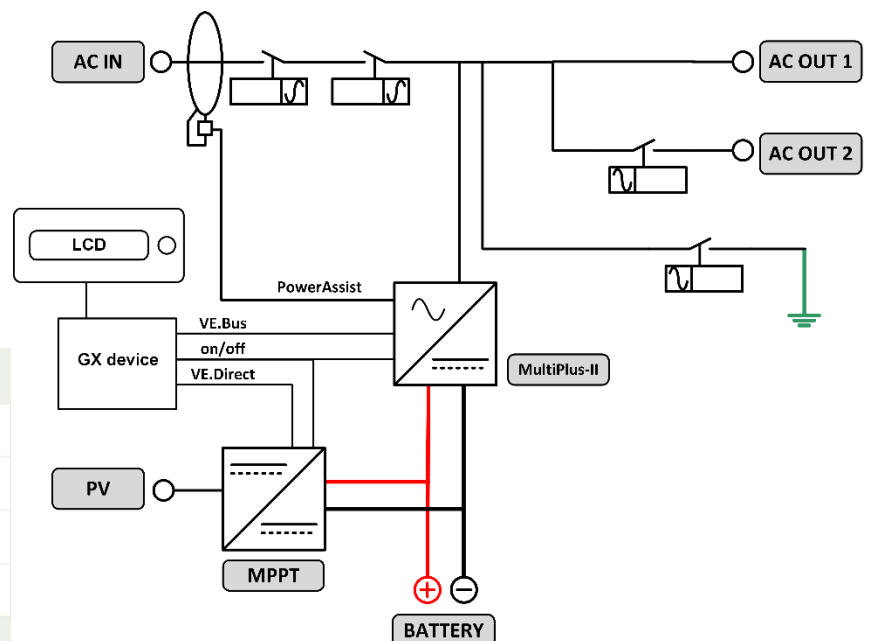 AC IN
AC OUT 1
AC OUT 2
LCD
PowerAssist
VE.Bus
on/off
VE.Direct
GX device
MultiPlus-II
PV
MPPT
BATTERY